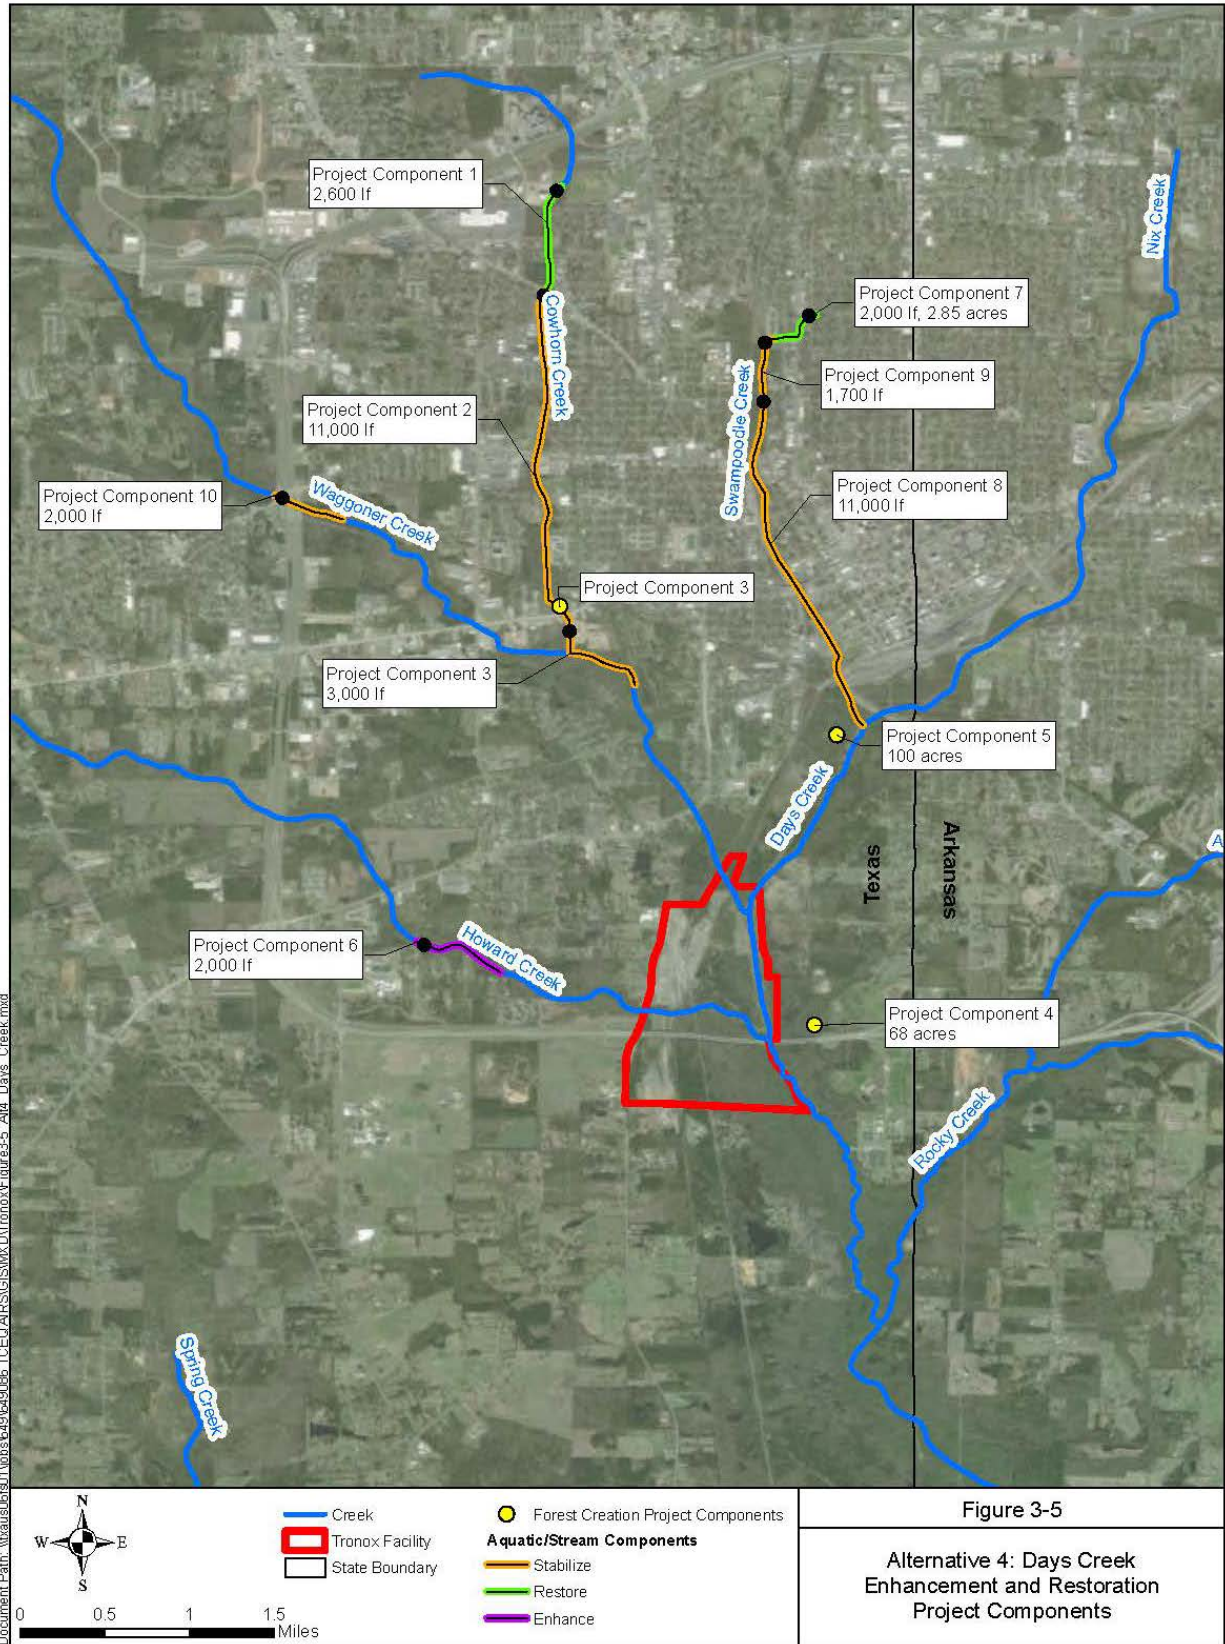 Project Component 1
2,600 lf
Nix Creek
Project Component 7
2,000 lf, 2.85 acres
Cowhorn Creek
Project Component 9
1,700 lf
Swampoodle Creek
Project Component 2
11,000 lf
Project Component 8
11,000 lf
Project Component 10
2,000 lf
Waggoner Creek
Project Component 3
Project Component 3
3,000 lf
Project Component 5
100 acres
Days Creek
Texas
Arkansas
A
Project Component 6
2,000 lf
Howard Creek
Project Component 4
68 acres
Rocky Creek
Spring Creek
N
W
E
S
0
0.5
1
1.5
Miles
Creek
Tronox Facility
State Boundary
Forest Creation Project Components
Aquatic/Stream Components
Stabilize
Restore
Enhance
Figure 3-5
Alternative 4: Days Creek
Enhancement and Restoration
Project Components